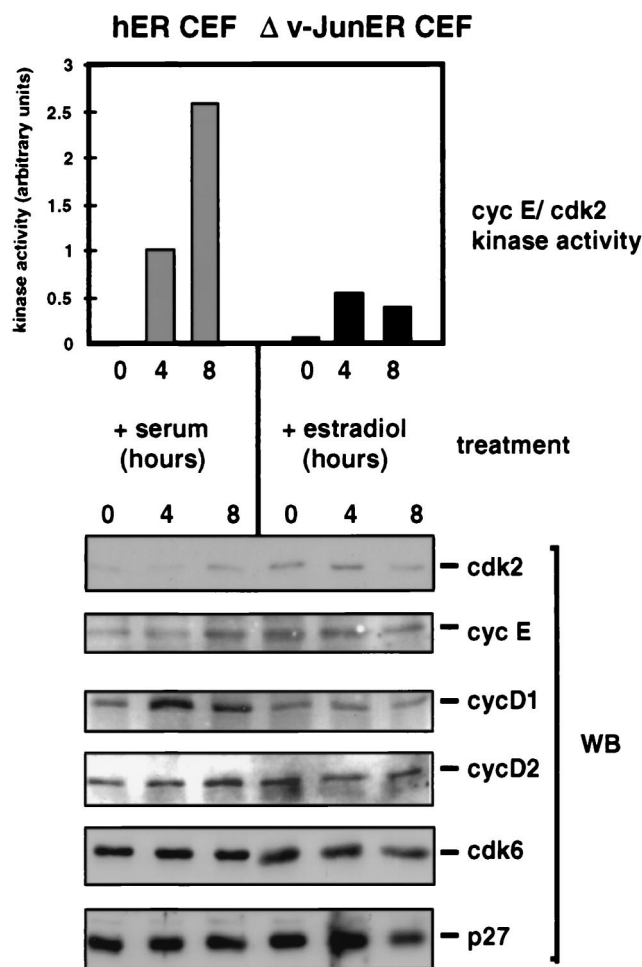 hER CEF Δ v-JunER CEF
kinase activity (arbitrary units)
3
2.5
2
1.5
1
0.5
0
cyc E/ cdk2
kinase activity
0 4 8 0 4 8
+ serum
(hours)
+ estradiol
(hours)
treatment
0 4 8 0 4 8
cdk2
cyc E
cycD1
cycD2
cdk6
p27
WB